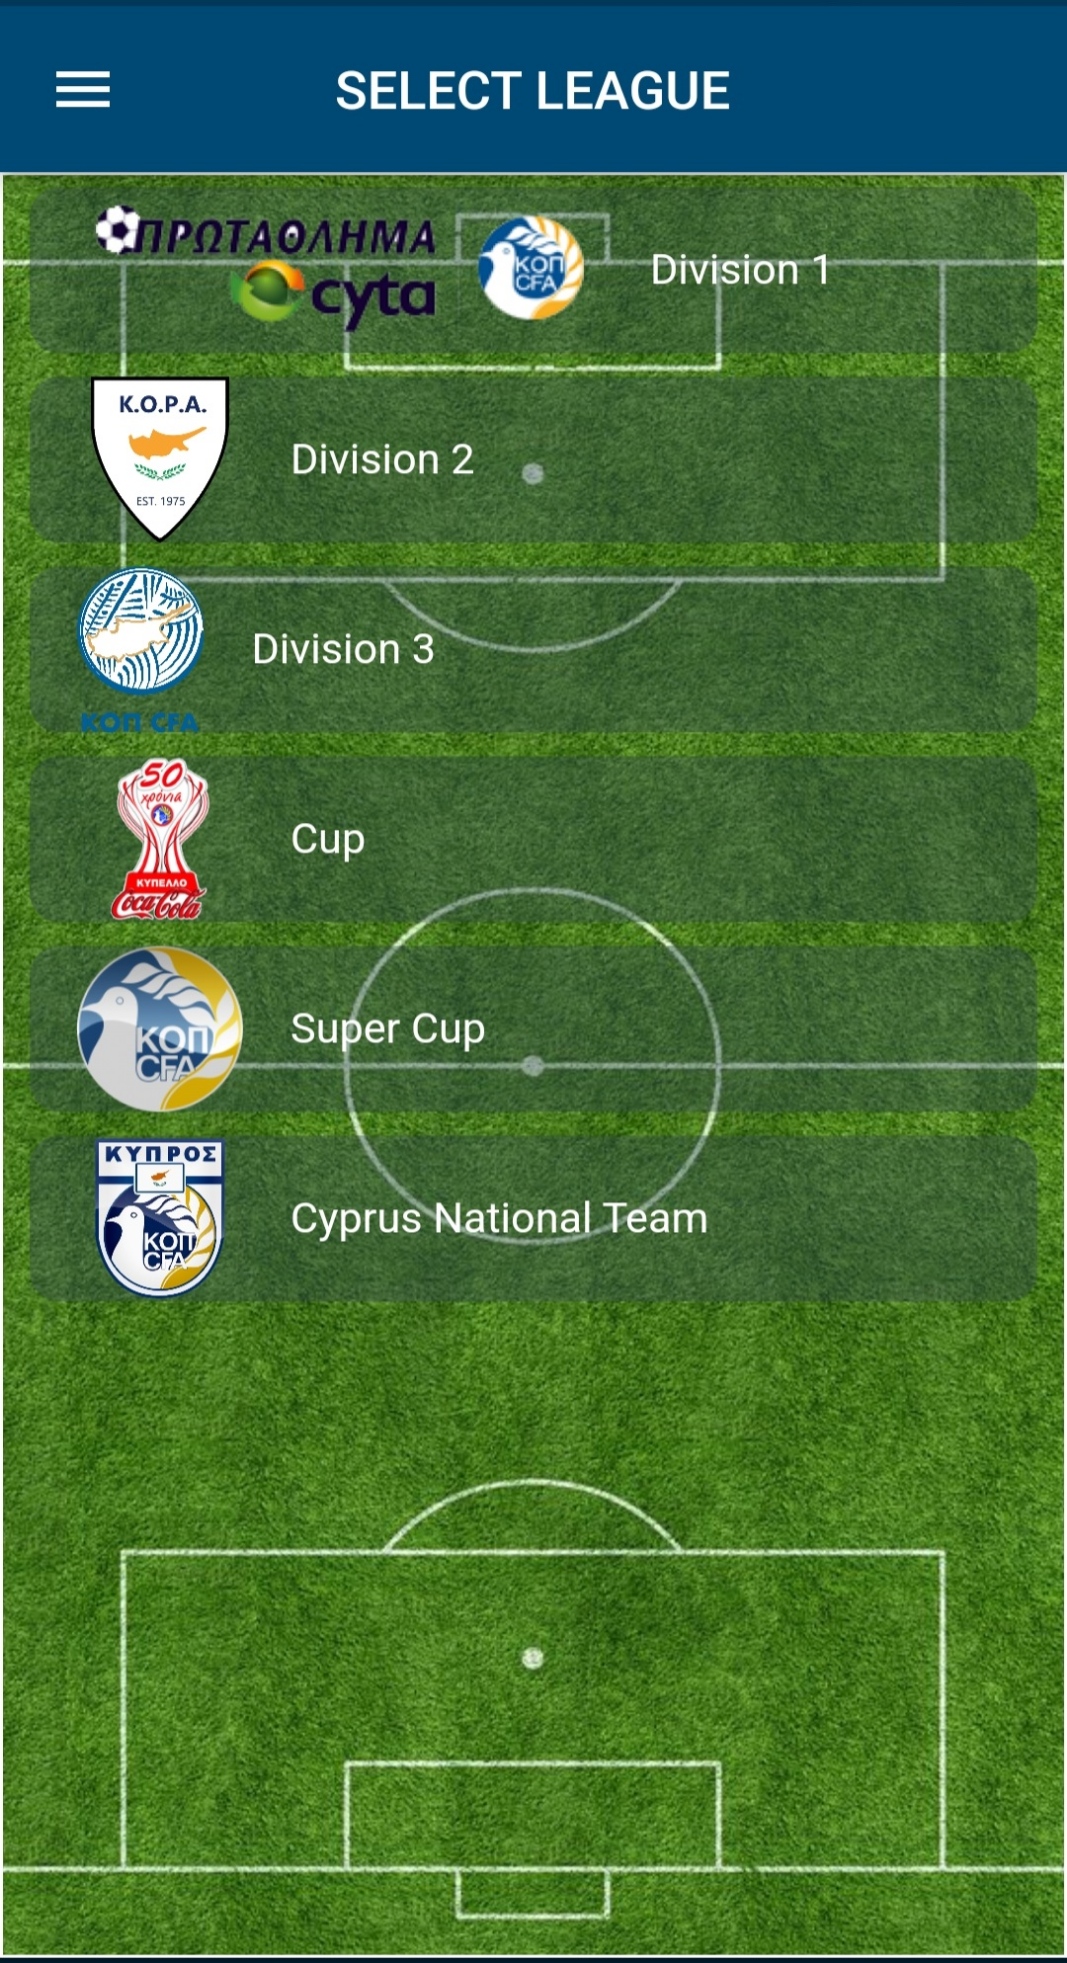 SELECT LEAGUE
ΠΡΩΤΑΘΛΗΜΑ
cyta
ΚΟΠ
CFA
Division 1
K.O.P.A.
EST. 1975
Division 2
ΚΟΠ CFA
Division 3
50
χρόνια
ΚΥΠΕΛΛΟ
Coca-Cola
Cup
ΚΟΠ
CFA
Super Cup
ΚΥΠΡΟΣ
ΚΟΠ
CFA
Cyprus National Team